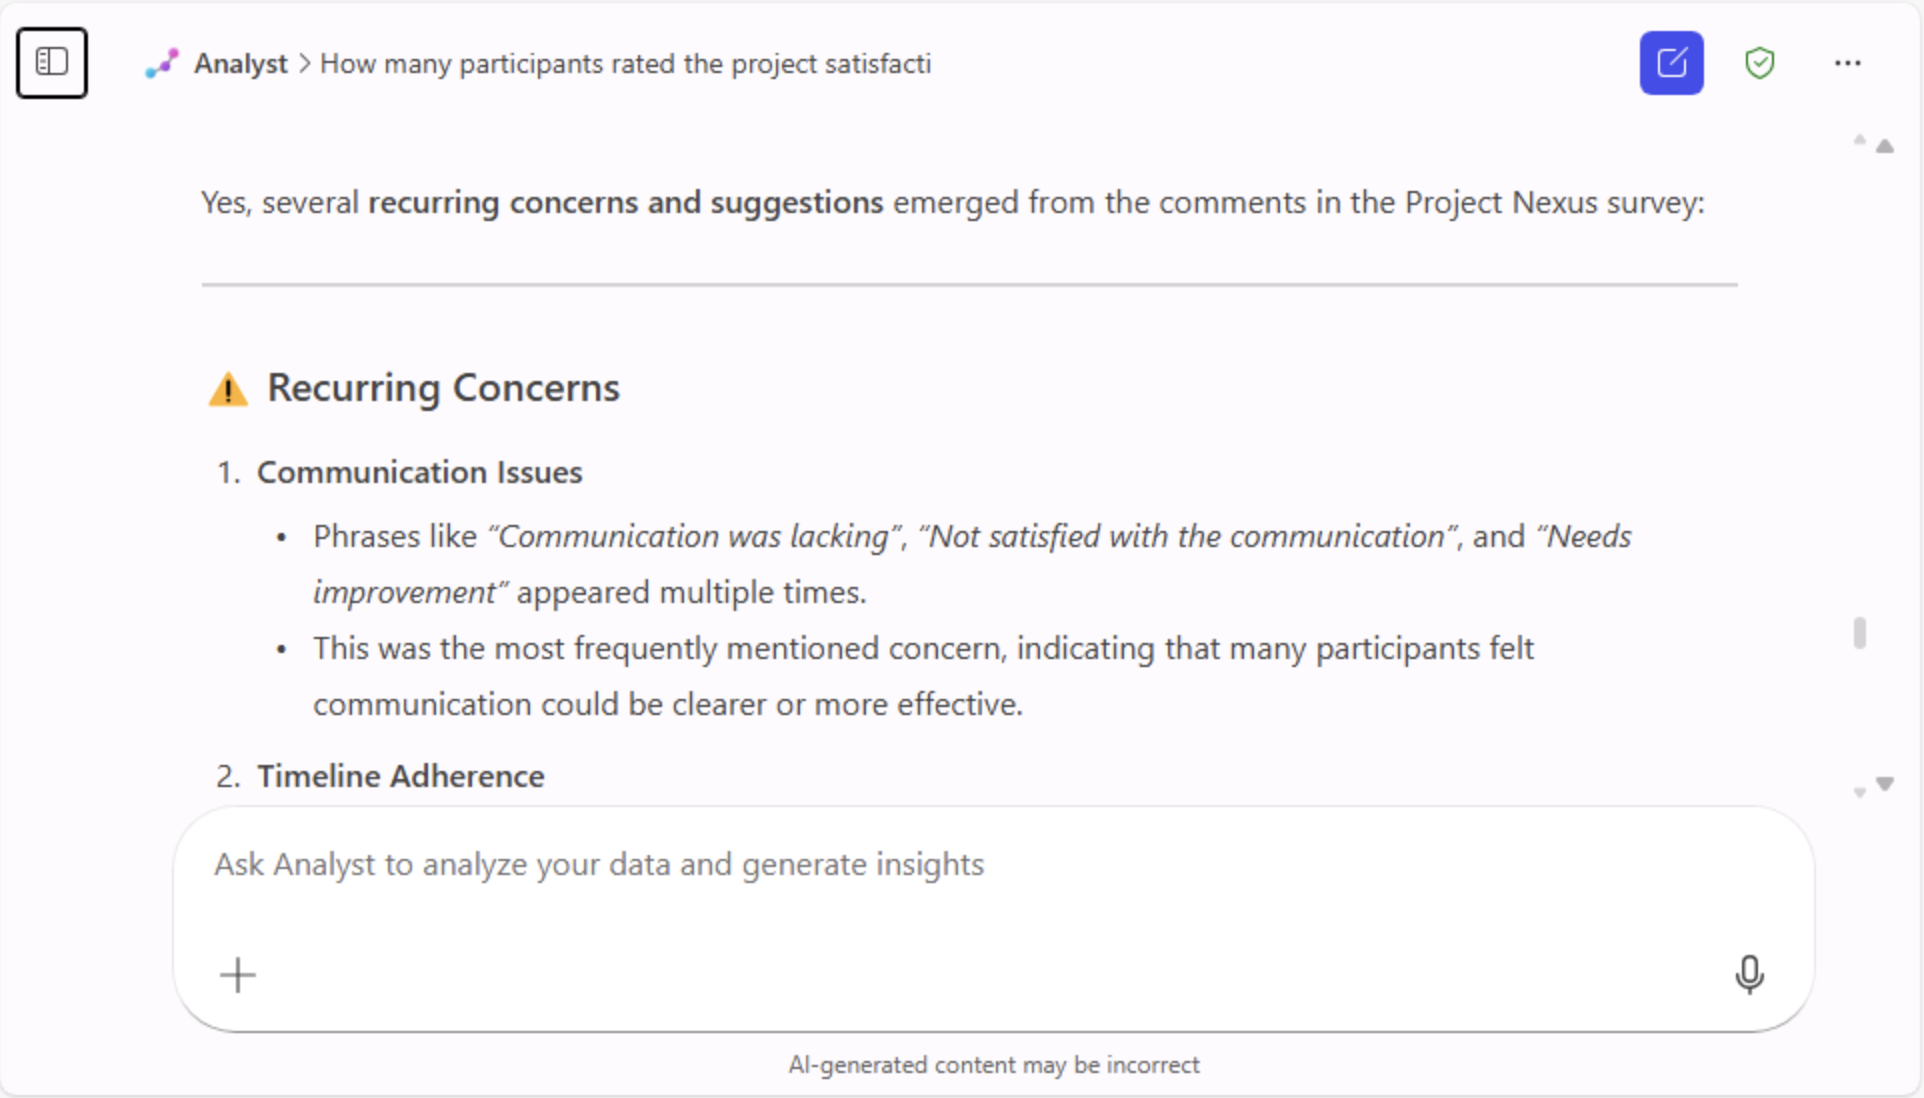 Analyst > How many participants rated the project satisfacti
Yes, several recurring concerns and suggestions emerged from the comments in the Project Nexus survey:
Recurring Concerns
1. Communication Issues
• Phrases like “Communication was lacking”, “Not satisfied with the communication”, and “Needs
improvement” appeared multiple times.
• This was the most frequently mentioned concern, indicating that many participants felt
communication could be clearer or more effective.
2. Timeline Adherence
Ask Analyst to analyze your data and generate insights
AI-generated content may be incorrect